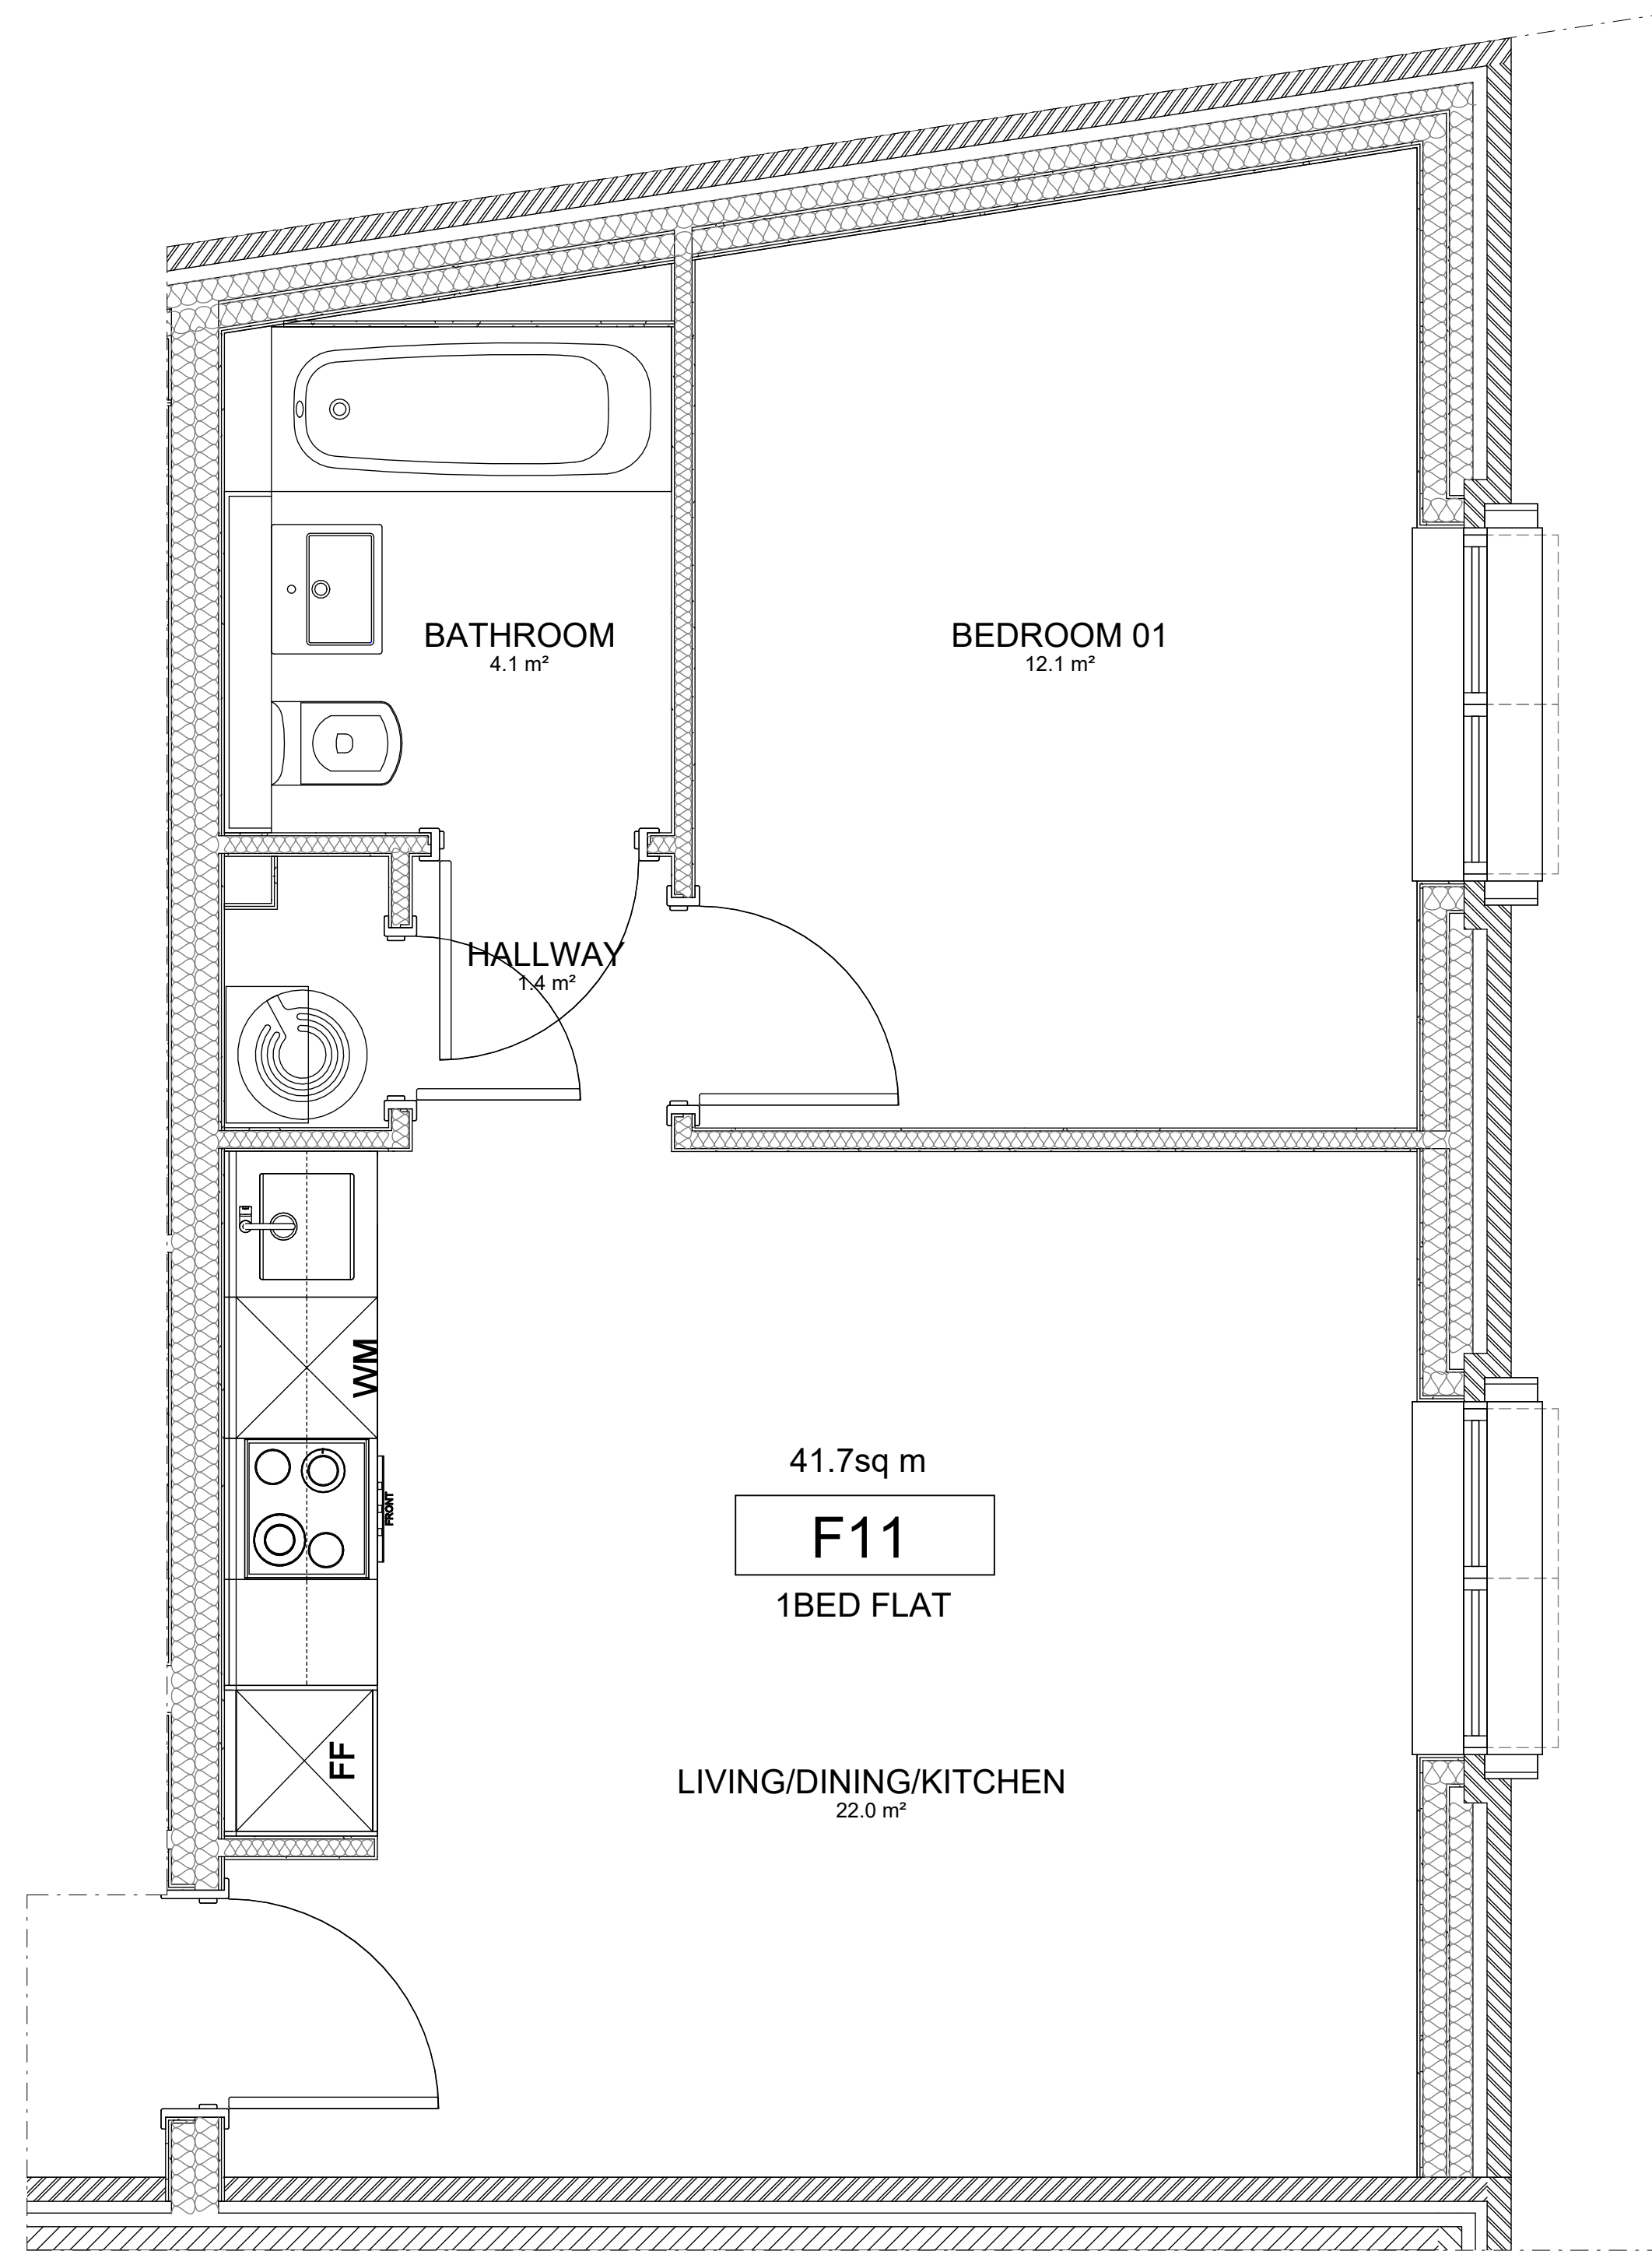 BATHROOM
4.1 m²
BEDROOM 01
12.1 m²
HALLWAY
1.4 m²
WM
FRONT
41.7sq m
F11
1BED FLAT
FF
LIVING/DINING/KITCHEN
22.0 m²